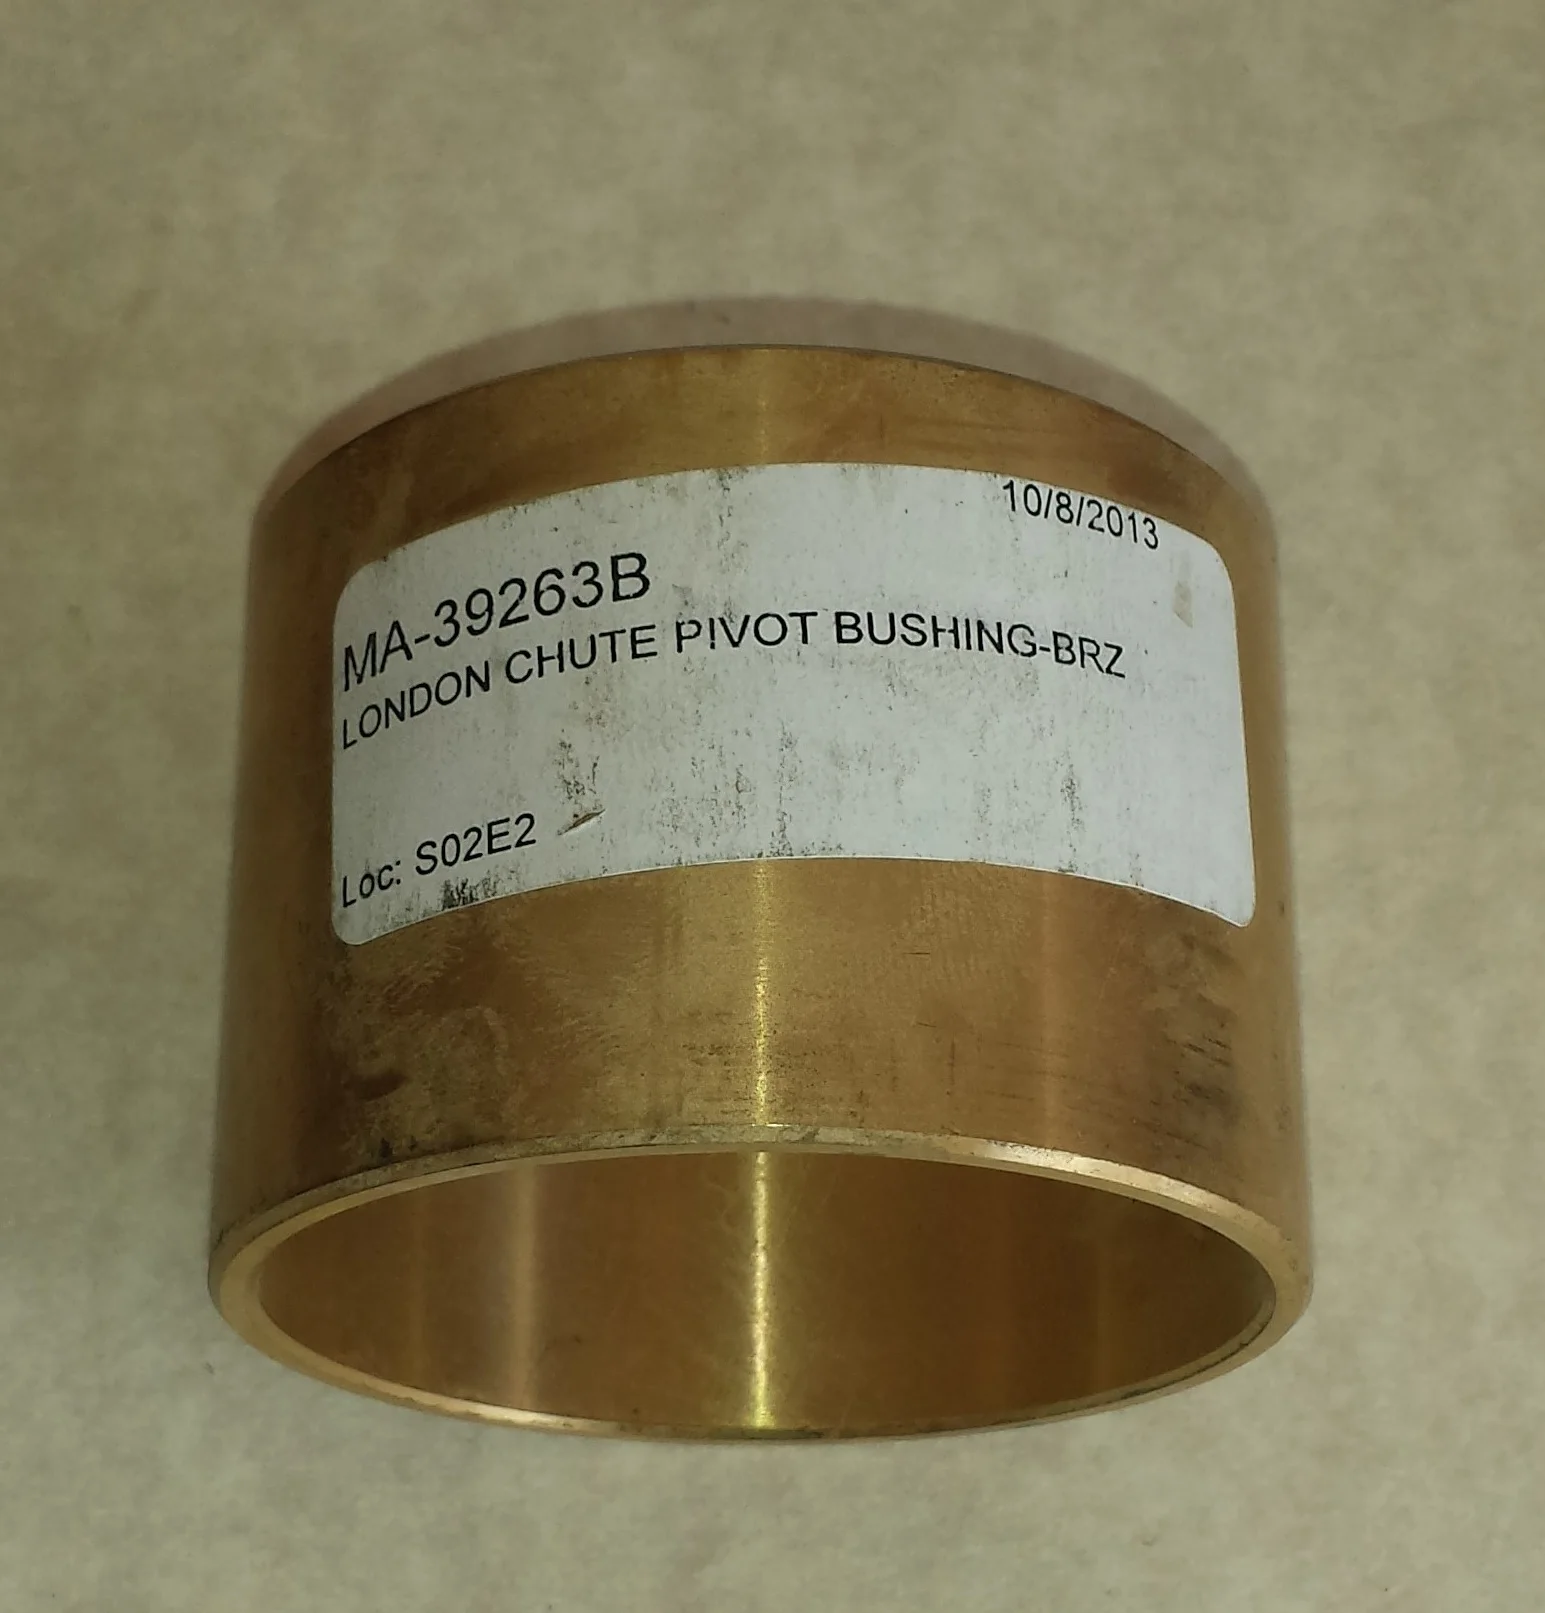 10/8/2013
MA-39263B
LONDON CHUTE PIVOT BUSHING-BRZ
Loc: S02E2